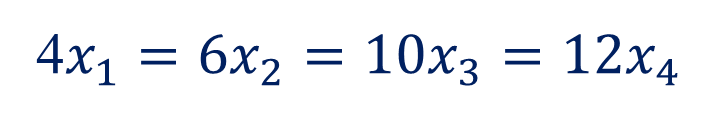 4x₁ = 6x₂ = 10x₃ = 12x₄